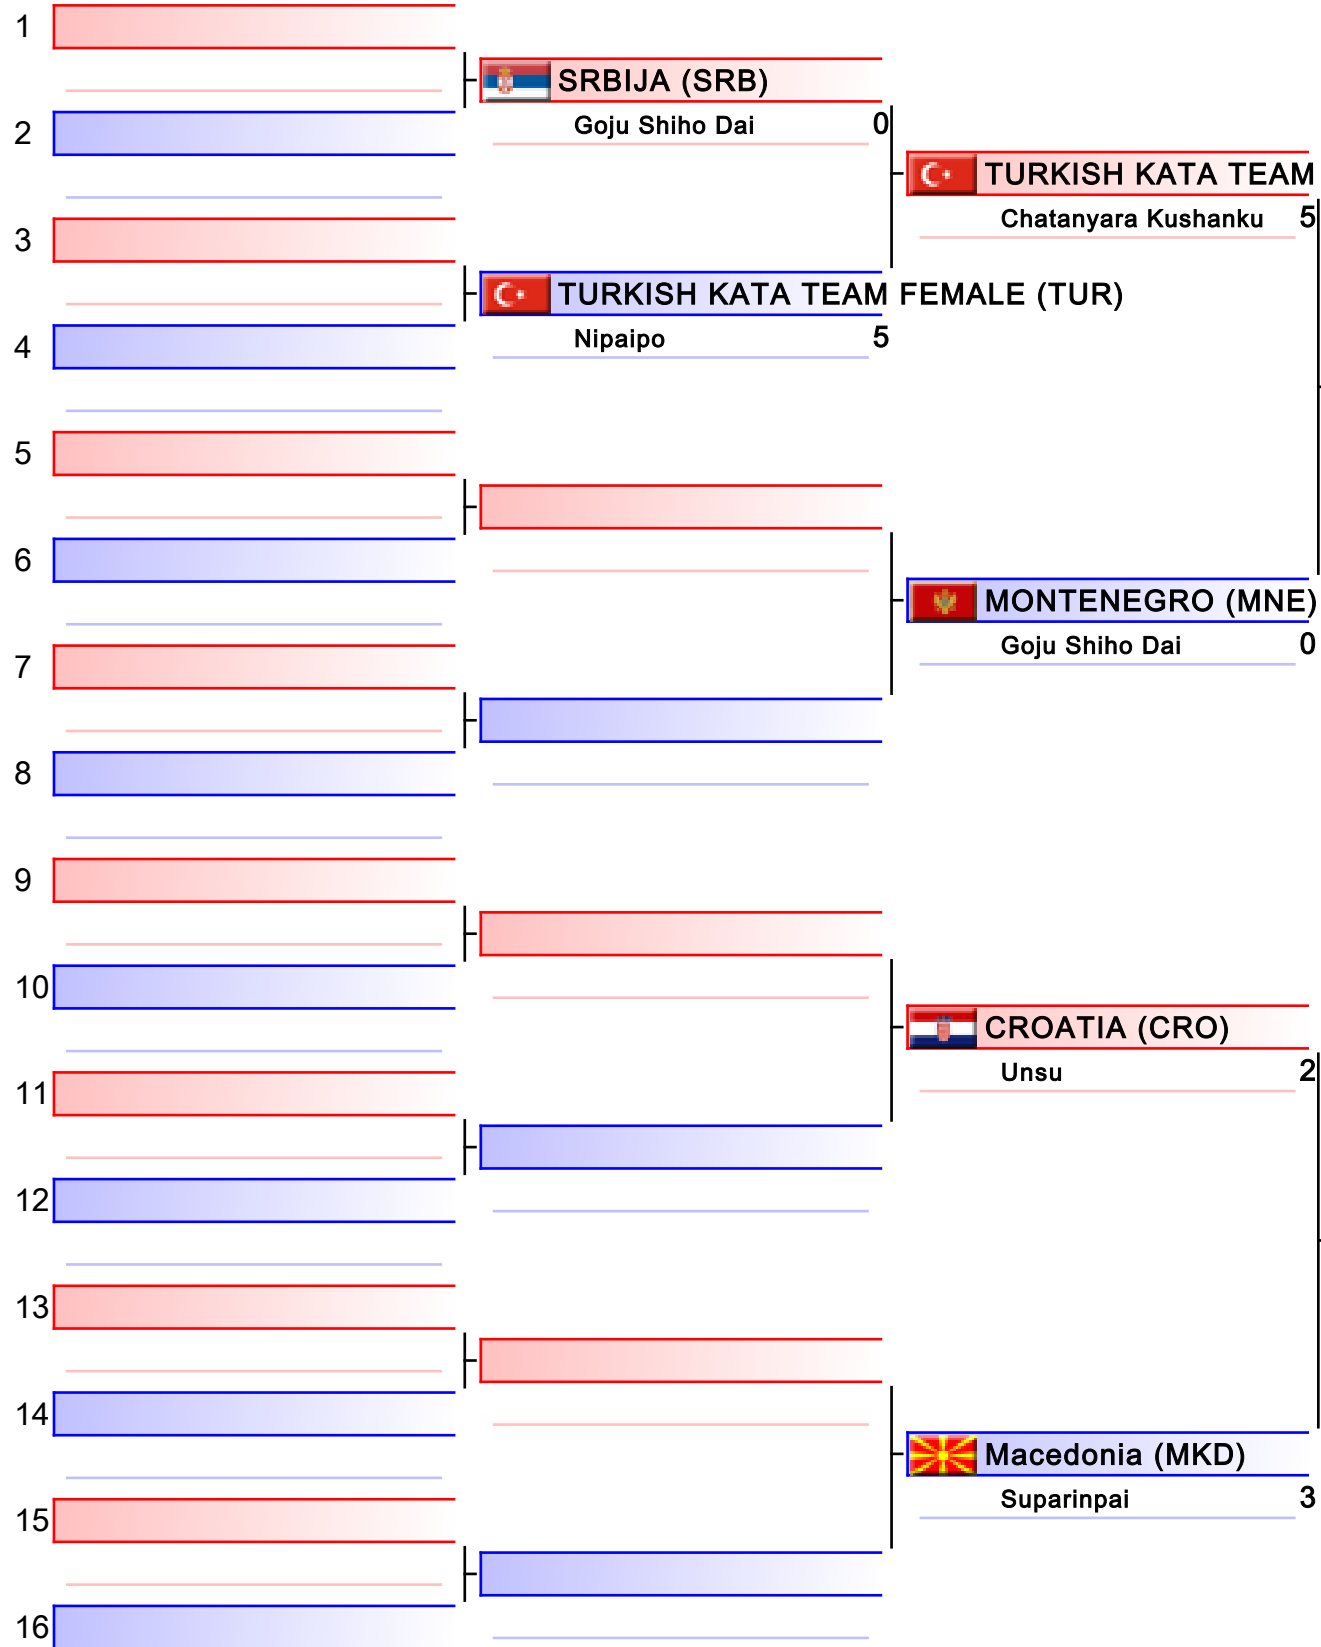 1
SRBIJA (SRB)
Goju Shiho Dai 0
2
TURKISH KATA TEAM
Chatanyara Kushanku 5
3
TURKISH KATA TEAM FEMALE (TUR)
Nipaipo 5
4
5
6
MONTENEGRO (MNE)
Goju Shiho Dai 0
7
8
9
10
CROATIA (CRO)
Unsu 2
11
12
13
14
Macedonia (MKD)
Suparinpai 3
15
16